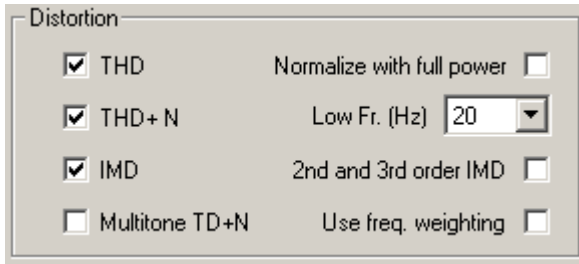 Distortion
THD Normalize with full power
THD+ N Low Fr. (Hz) 20
IMD 2nd and 3rd order IMD
Multitone TD+N Use freq. weighting